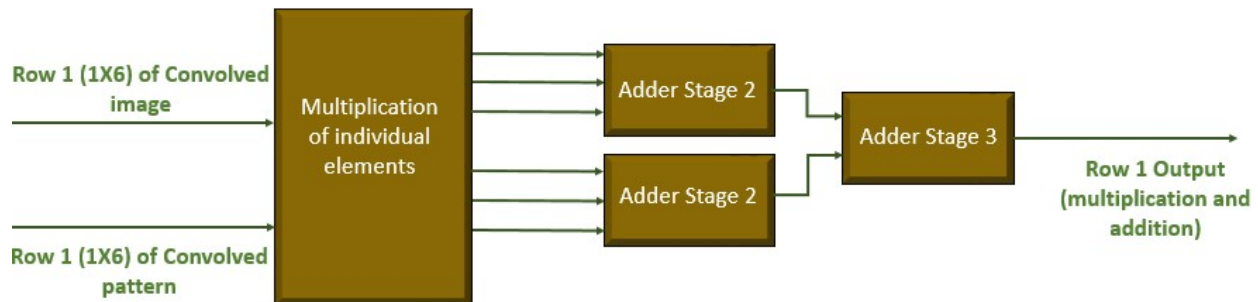 Row 1 (1X6) of Convolved
image
Row 1 (1X6) of Convolved
pattern
Multiplication
of individual
elements
Adder Stage 2
Adder Stage 2
Adder Stage 3
Row 1 Output
(multiplication and
addition)